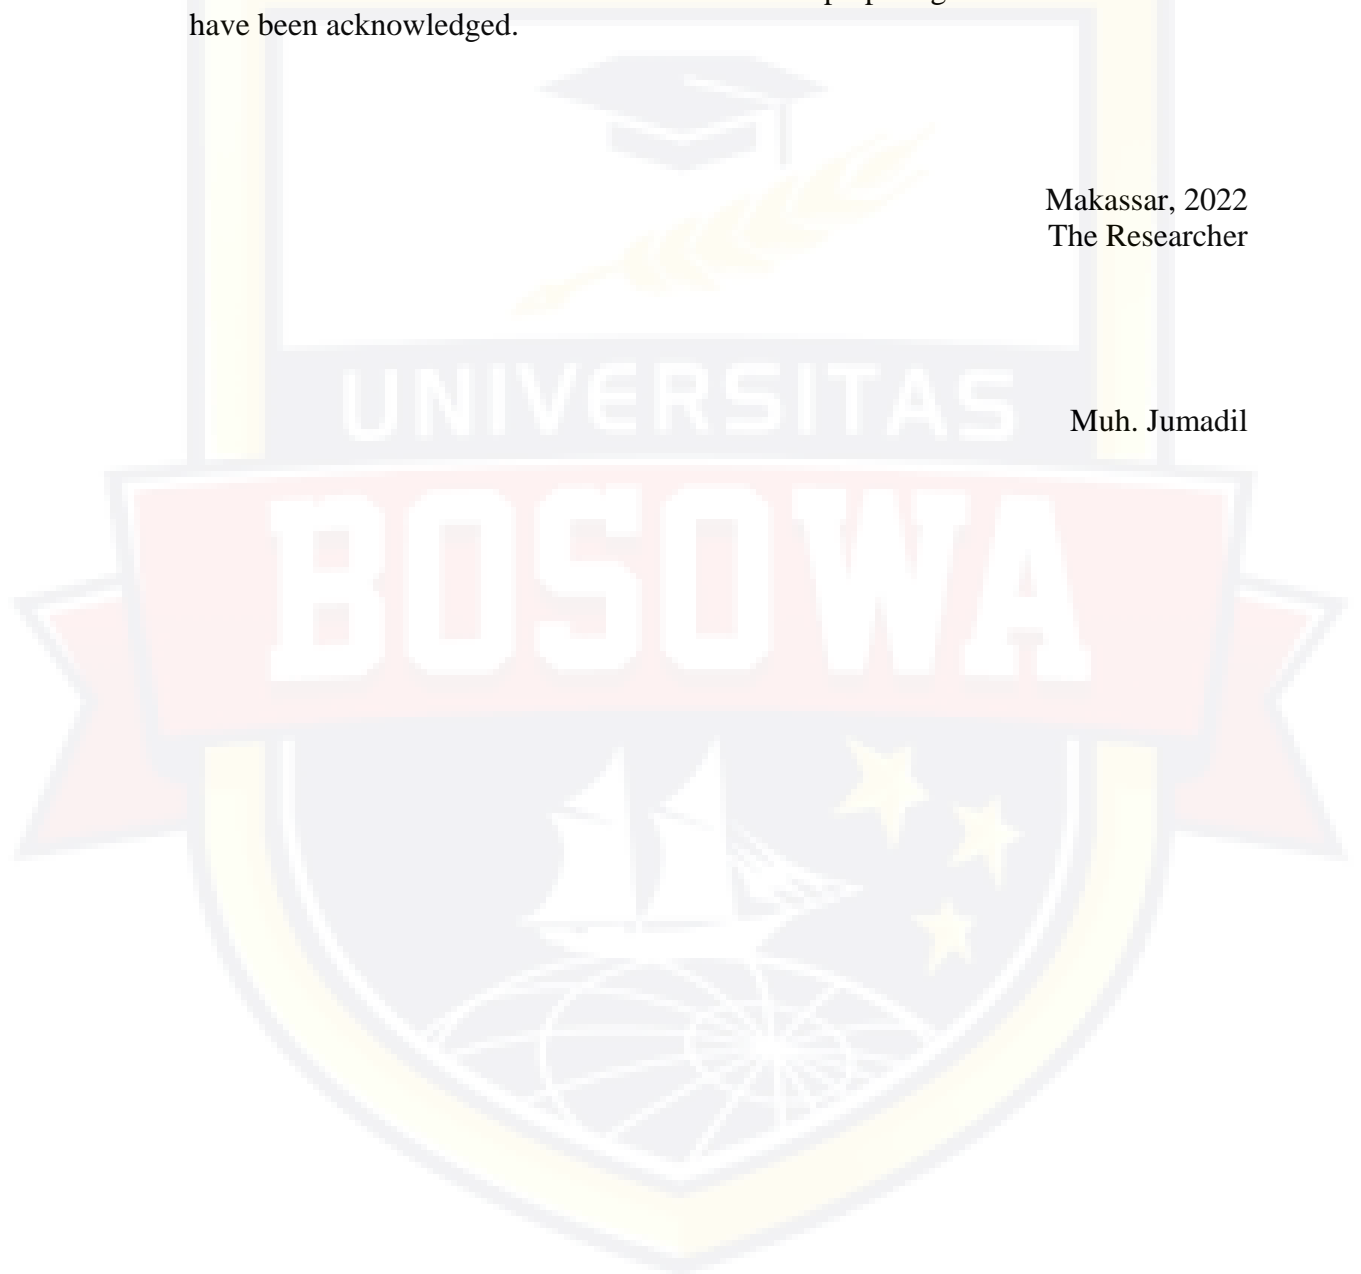 have been acknowledged.
Makassar, 2022
The Researcher
UNIVERSITAS
Muh. Jumadil
BOSOWA